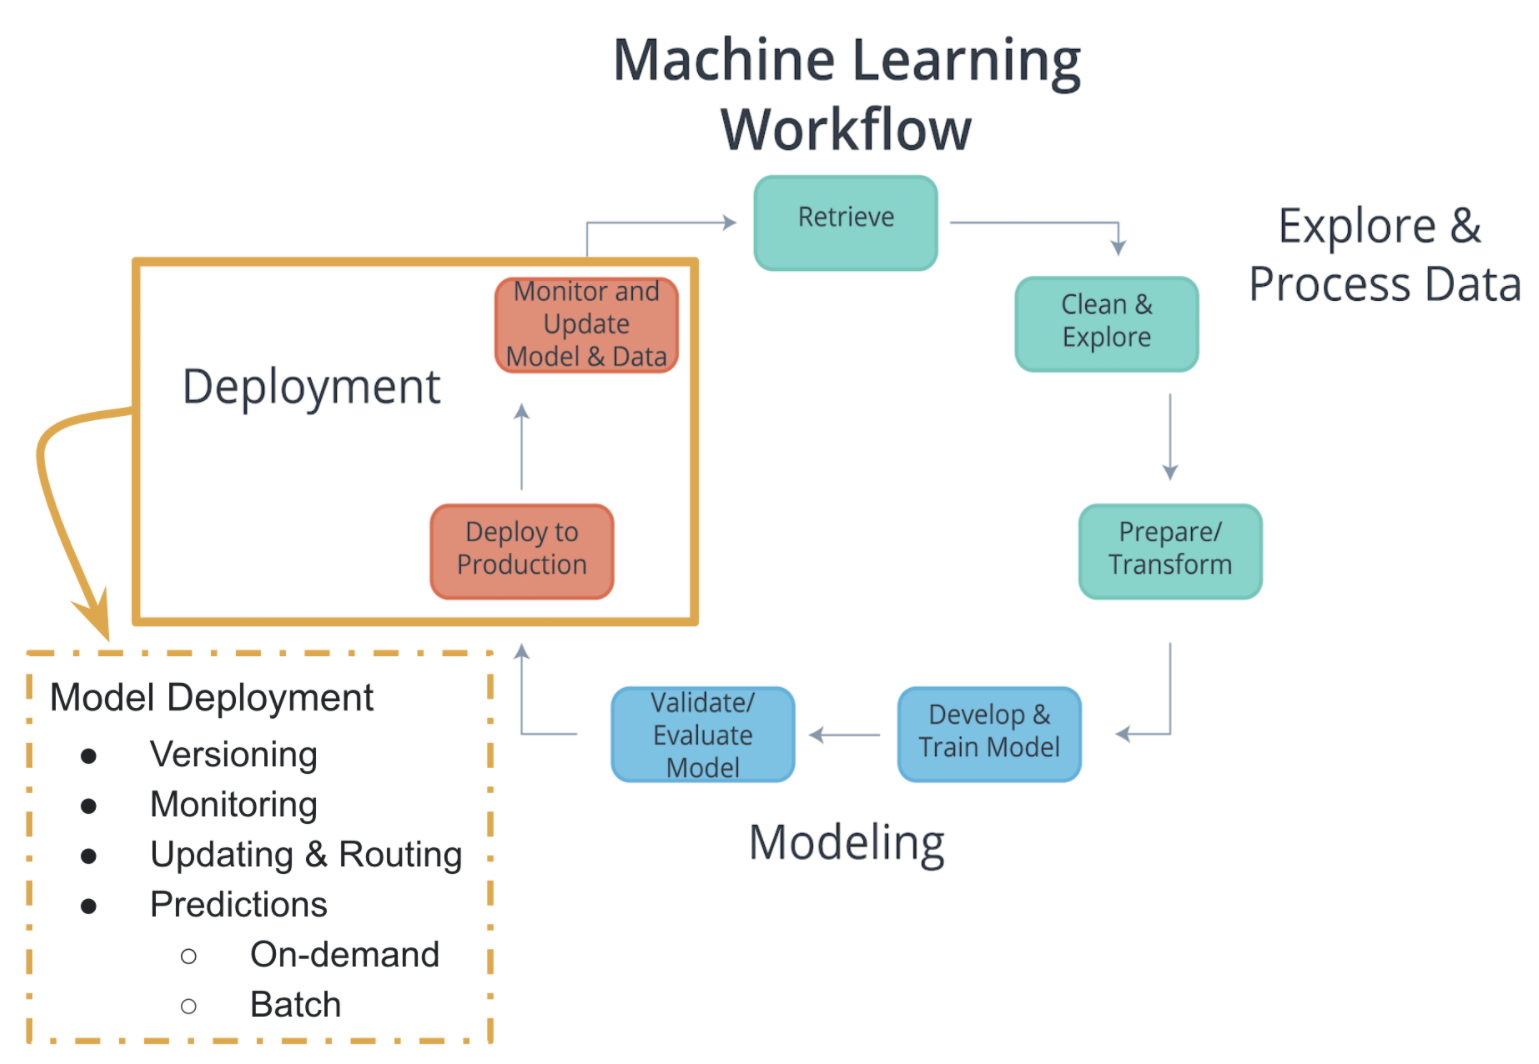 Machine Learning
Workflow
Retrieve
Explore &
Process Data
Clean &
Explore
Prepare/
Transform
Develop &
Train Model
Validate/
Evaluate
Model
Modeling
Deployment
Monitor and
Update
Model & Data
Deploy to
Production
Model Deployment
● Versioning
● Monitoring
● Updating & Routing
● Predictions
○ On-demand
○ Batch